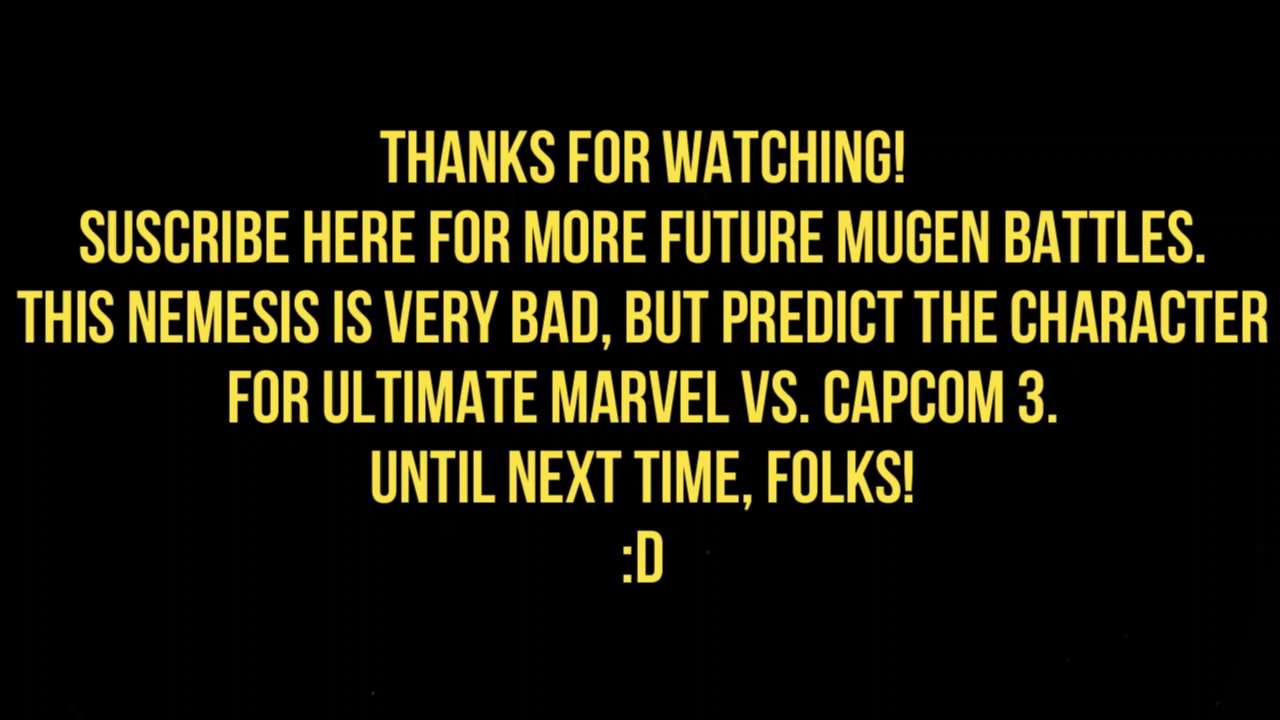 THANKS FOR WATCHING!
SUSCRIBE HERE FOR MORE FUTURE MUGEN BATTLES.
THIS NEMESIS IS VERY BAD, BUT PREDICT THE CHARACTER
FOR ULTIMATE MARVEL VS. CAPCOM 3.
UNTIL NEXT TIME, FOLKS!
:D